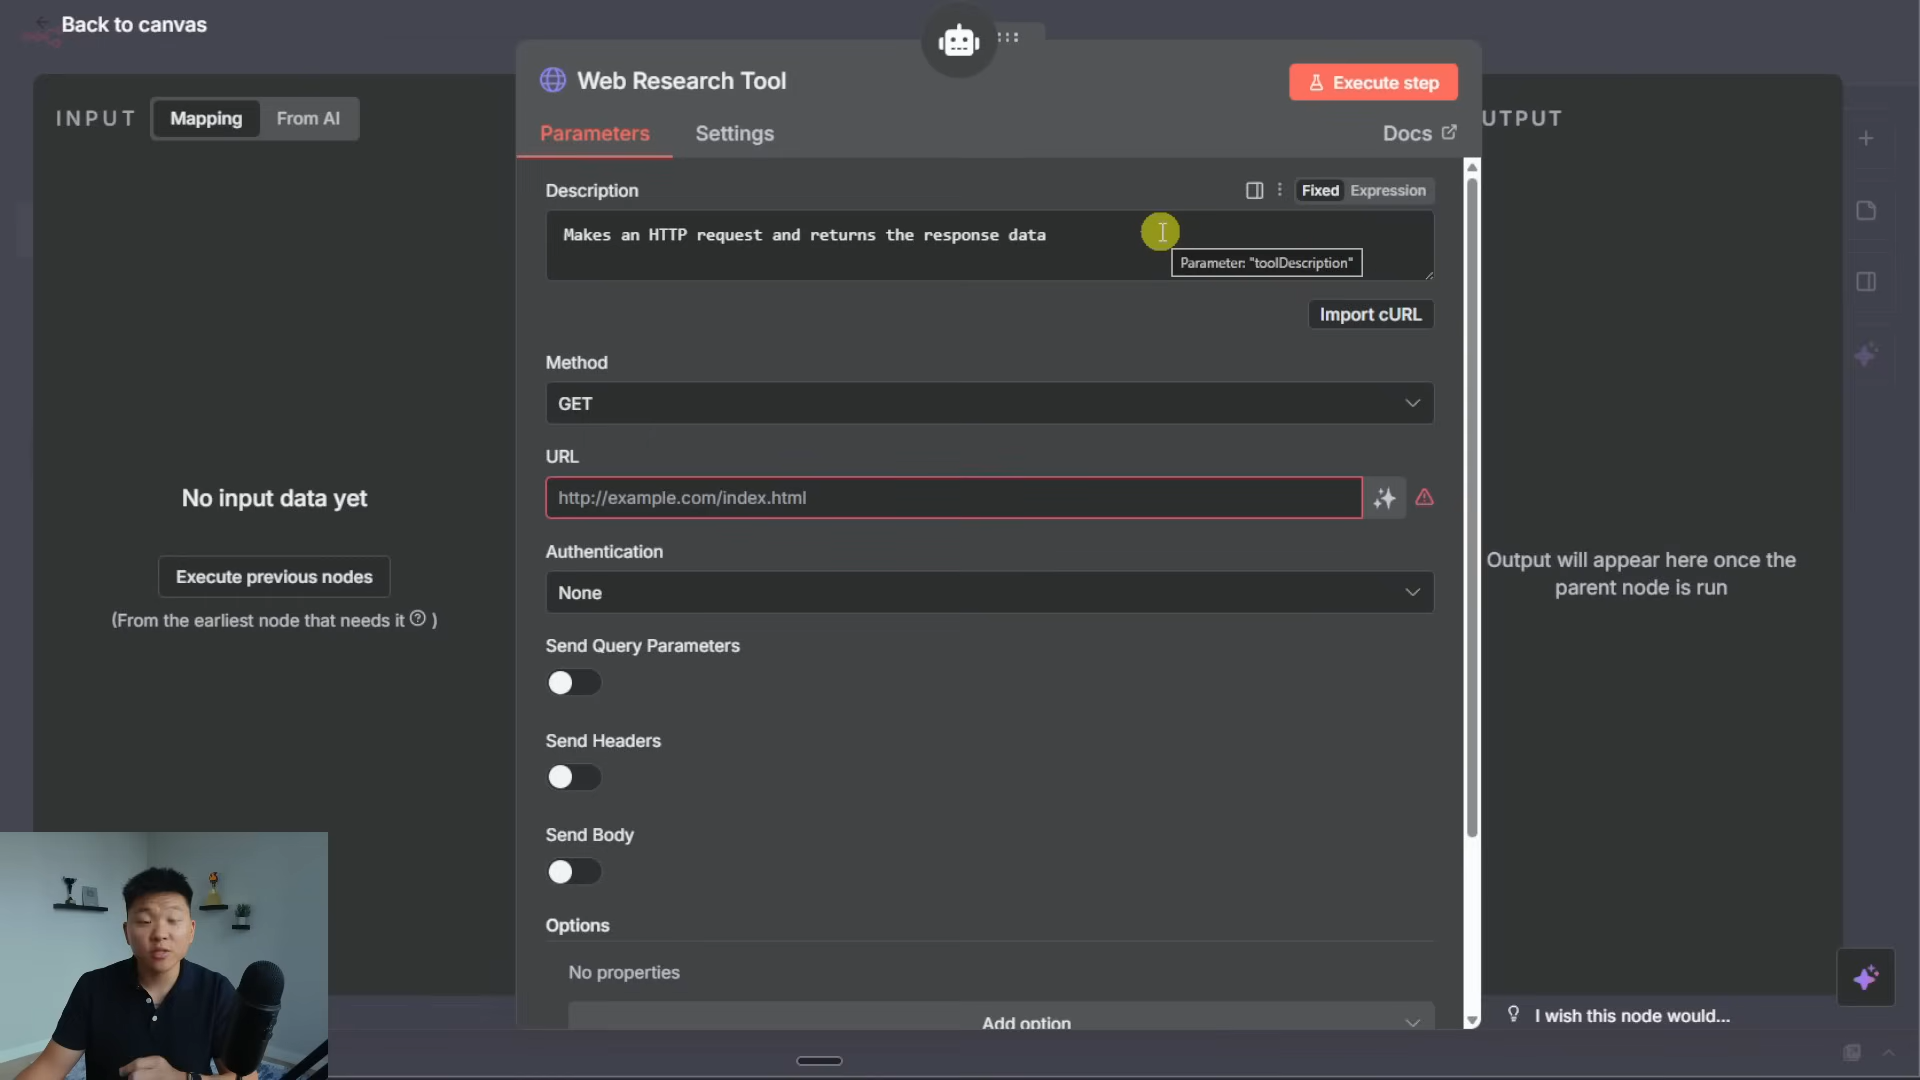 Back to canvas
INPUT
Mapping
From AI
No input data yet
Execute previous nodes
(From the earliest node that needs it ? )
Web Research Tool
Execute step
Parameters
Settings
Docs
Description
Fixed
Expression
Makes an HTTP request and returns the response data
Parameter: "toolDescription"
Import cURL
Method
GET
URL
http://example.com/index.html
Authentication
None
Send Query Parameters
Send Headers
Send Body
Options
No properties
Add option
UTPUT
Output will appear here once the
parent node is run
I wish this node would...